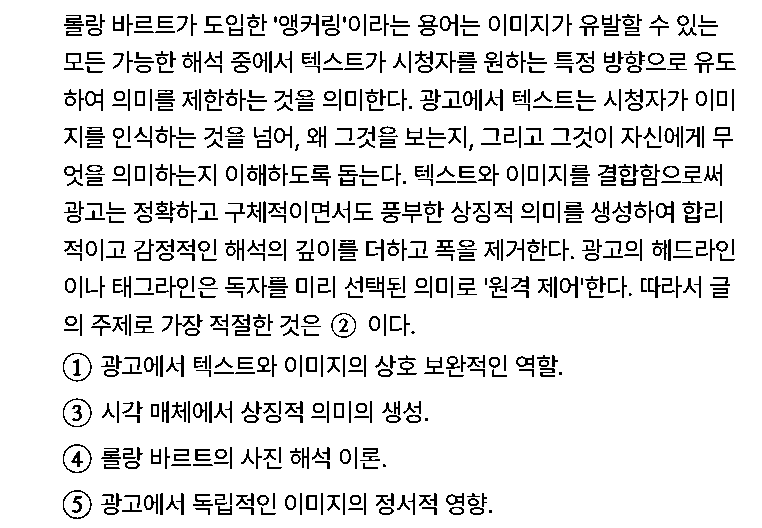 롤랑 바르트가 도입한 '앵커링'이라는 용어는 이미지가 유발할 수 있는
모든 가능한 해석 중에서 텍스트가 시청자를 원하는 특정 방향으로 유도
하여 의미를 제한하는 것을 의미한다. 광고에서 텍스트는 시청자가 이미
지를 인식하는 것을 넘어, 왜 그것을 보는지, 그리고 그것이 자신에게 무
엇을 의미하는지 이해하도록 돕는다. 텍스트와 이미지를 결합함으로써
광고는 정확하고 구체적이면서도 풍부한 상징적 의미를 생성하여 합리
적이고 감정적인 해석의 깊이를 더하고 폭을 제거한다. 광고의 헤드라인
이나 태그라인은 독자를 미리 선택된 의미로 '원격 제어'한다. 따라서 글
의 주제로 가장 적절한 것은 ② 이다.
① 광고에서 텍스트와 이미지의 상호 보완적인 역할.
③ 시각 매체에서 상징적 의미의 생성.
④ 롤랑 바르트의 사진 해석 이론.
⑤ 광고에서 독립적인 이미지의 정서적 영향.